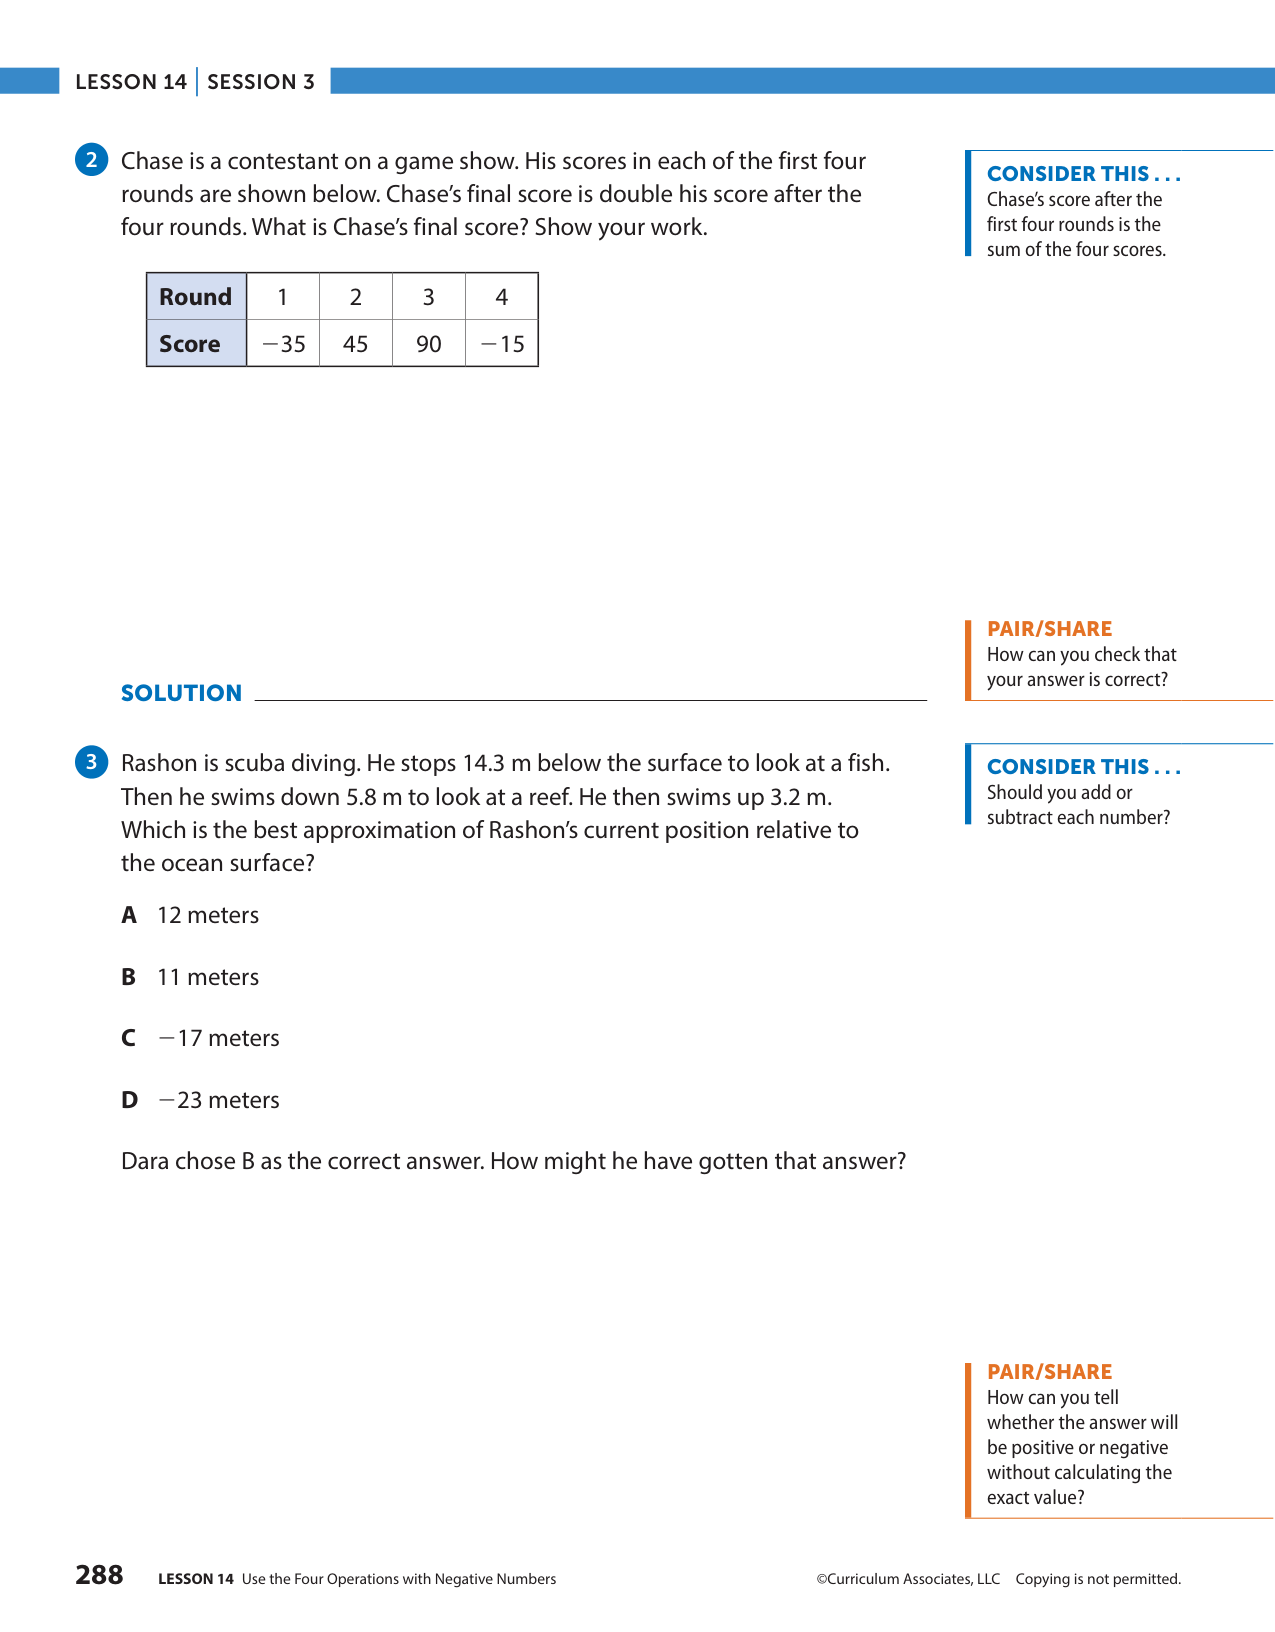 LESSON 14 | SESSION 3
2 Chase is a contestant on a game show. His scores in each of the first four
rounds are shown below. Chase’s final score is double his score after the
four rounds. What is Chase’s final score? Show your work.
CONSIDER THIS . . .
Chase’s score after the
first four rounds is the
sum of the four scores.
Round 1 2 3 4
Score −35 45 90 −15
PAIR/SHARE
How can you check that
your answer is correct?
SOLUTION
3 Rashon is scuba diving. He stops 14.3 m below the surface to look at a fish.
Then he swims down 5.8 m to look at a reef. He then swims up 3.2 m.
Which is the best approximation of Rashon’s current position relative to
the ocean surface?
CONSIDER THIS . . .
Should you add or
subtract each number?
A 12 meters
B 11 meters
C −17 meters
D −23 meters
Dara chose B as the correct answer. How might he have gotten that answer?
PAIR/SHARE
How can you tell
whether the answer will
be positive or negative
without calculating the
exact value?
288 LESSON 14 Use the Four Operations with Negative Numbers ©Curriculum Associates, LLC Copying is not permitted.